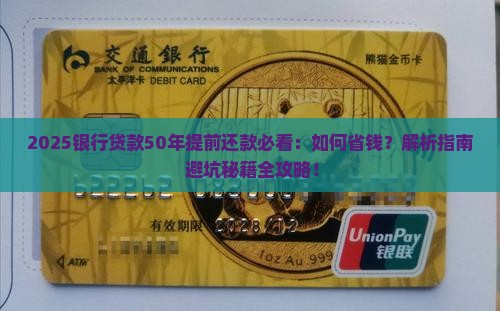 交通銀行
BANK OF COMMUNICATIONS
太平洋卡 DEBIT CARD
熊猫金币卡
2025银行贷款50年提前还款必看：如何省钱？解析指南
避坑秘籍全攻略！
622262
有效期限 2028/12
1oz Au .999
ATM
UnionPay
银联